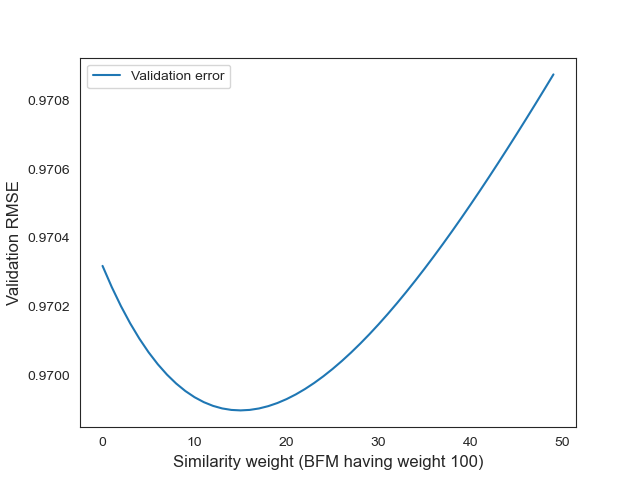 Validation error
0.9708
0.9706
0.9704
0.9702
0.9700
Validation RMSE
0 10 20 30 40 50
Similarity weight (BFM having weight 100)